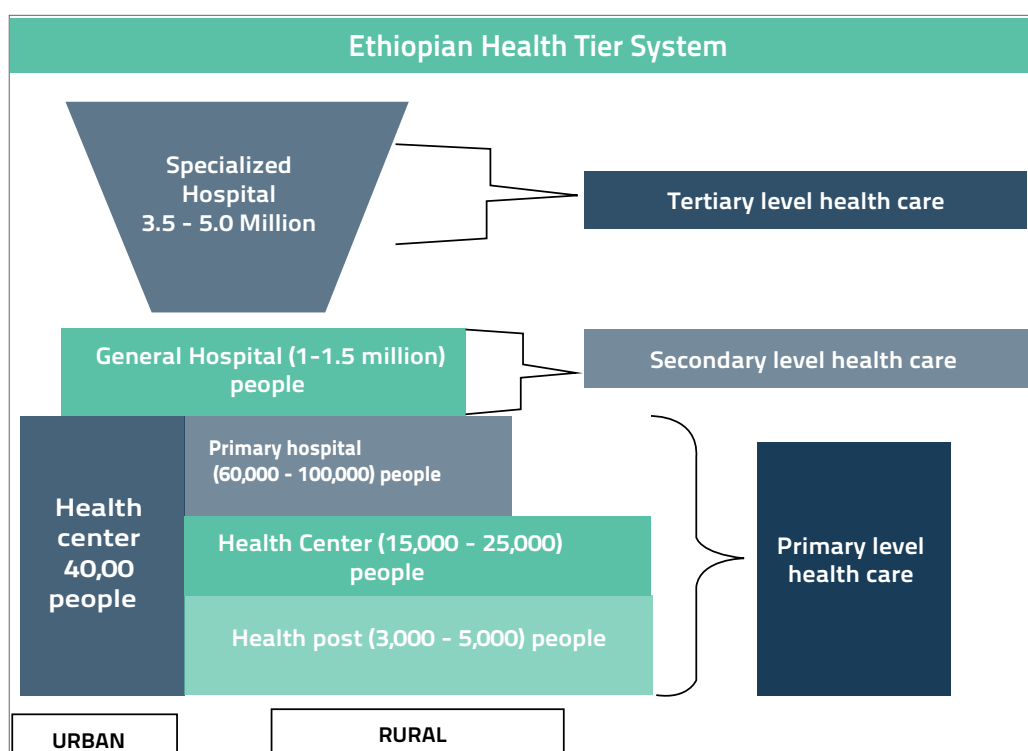 Ethiopian Health Tier System
Specialized
Hospital
3.5 - 5.0 Million
Tertiary level health care
General Hospital (1-1.5 million)
people
Secondary level health care
Primary hospital
(60,000 - 100,000) people
Health
center
40,00
people
Health Center (15,000 - 25,000)
people
Primary level
health care
Health post (3,000 - 5,000) people
URBAN
RURAL